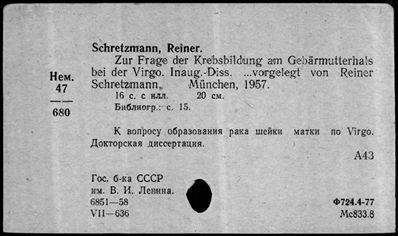 Schretzmann, Reiner.
Zur Frage der Krebsbildung am Gebärmutterhals
bei der Virgo. Inaug.-Diss. ...vorgelegt von Reiner
Schretzmann„ München, 1957.
16 с. с илл. 20 см.
Библиогр.: с. 15.
Нем.
47
680
К вопросу образования рака шейки матки по Virgo.
Докторская диссертация.
А43
Гос. б-ка СССР
им. В. И. Ленина.
6851—58
VII—636
Ф724.4-77
Мс833.8